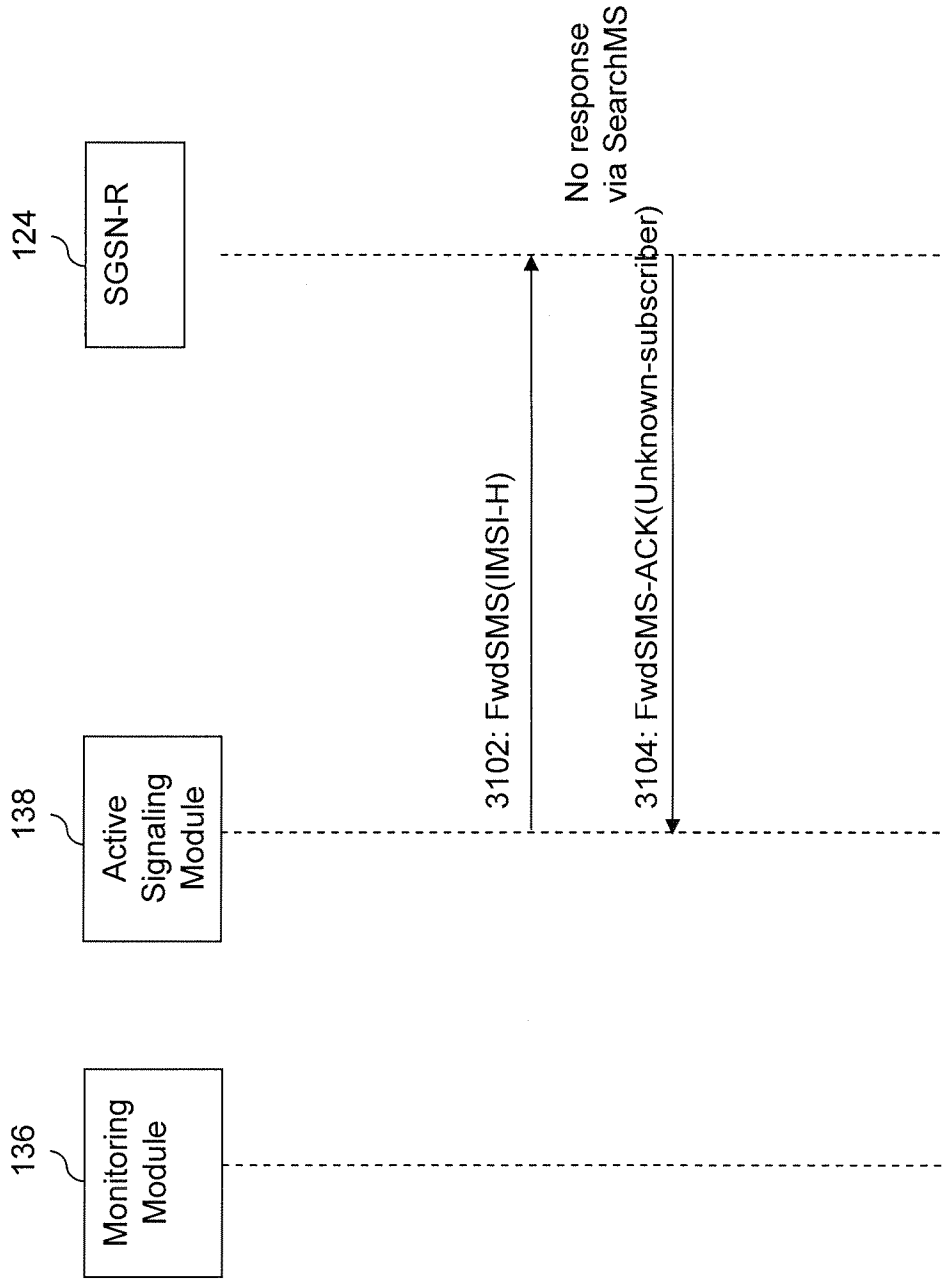 136
Monitoring
Module
138
Active
Signaling
Module
124
SGSN-R
3102: FwdSMS(IMSI-H)
No response
via SearchMS
3104: FwdSMS-ACK(Unknown-subscriber)